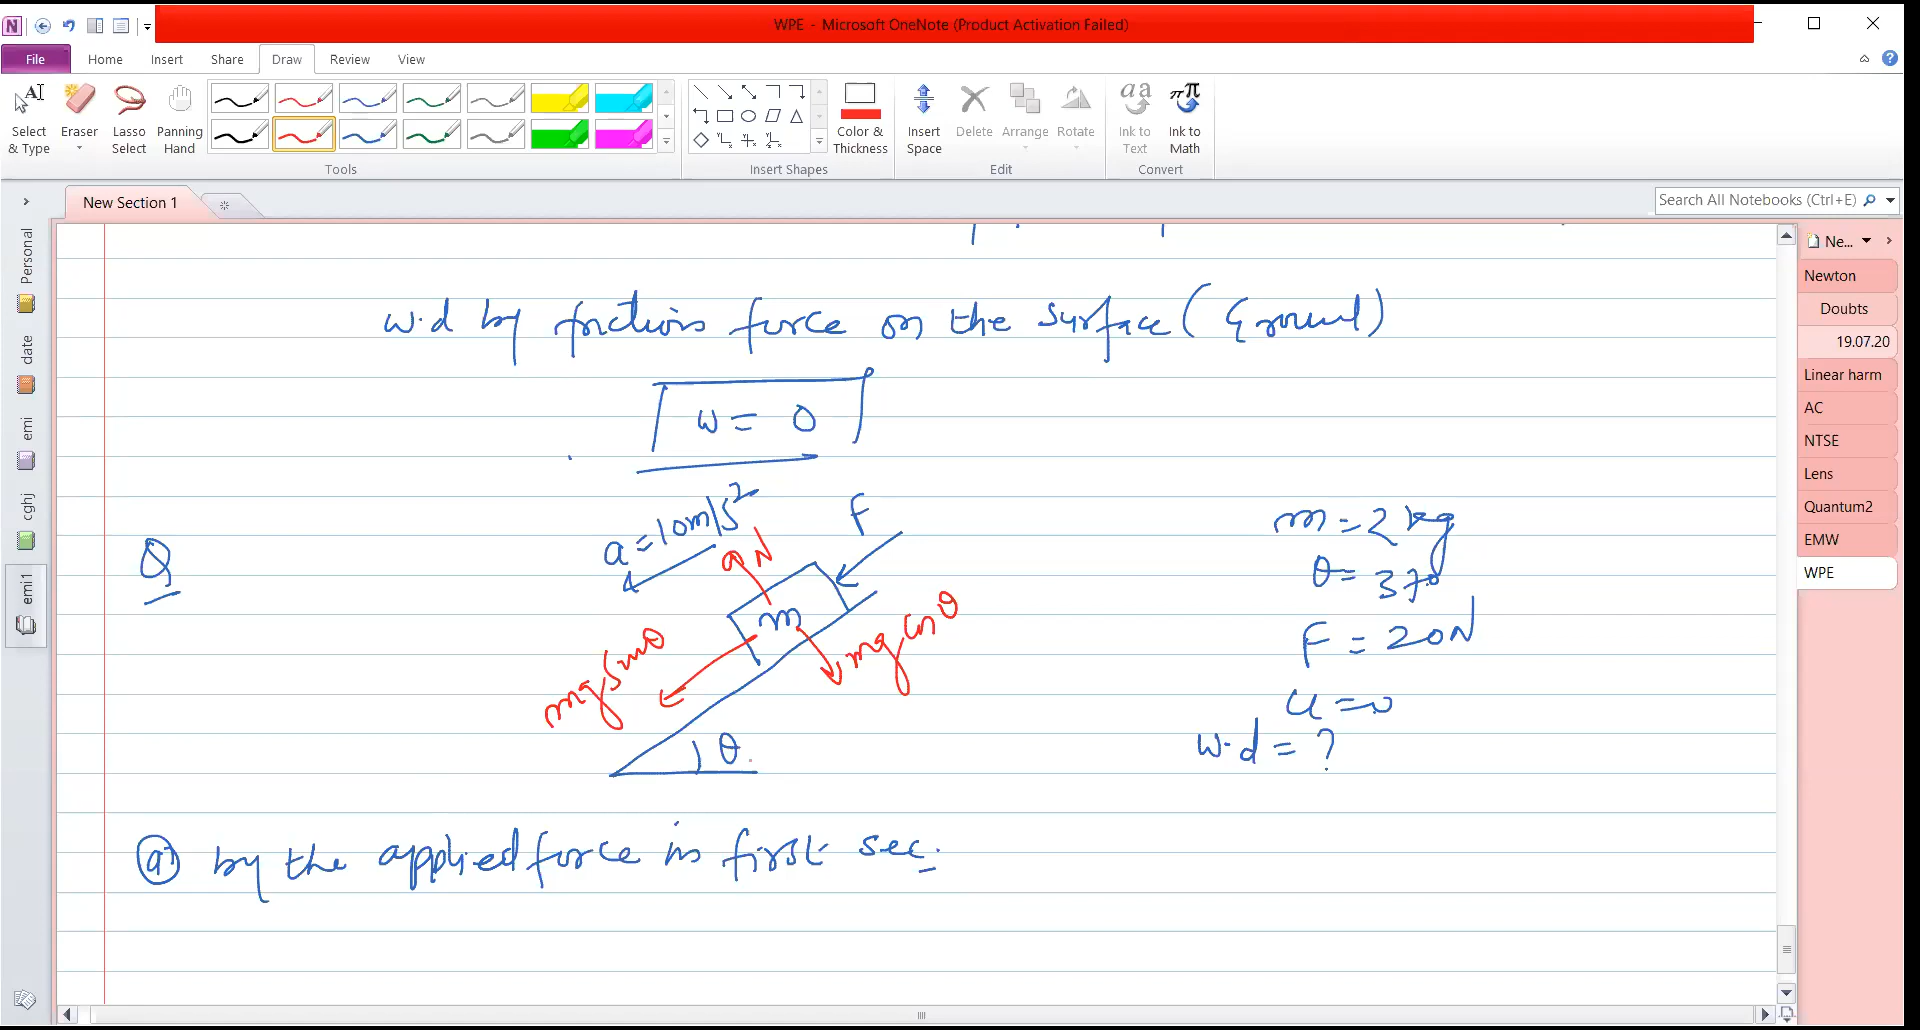 WPE - Microsoft OneNote (Product Activation Failed)
File Home Insert Share Draw Review View
Select & Type
Eraser
Lasso Select
Panning Hand
Tools
Insert Shapes
Color & Thickness
Insert Space
Delete
Arrange
Rotate
Edit
Ink to Text
Ink to Math
Convert
New Section 1
Search All Notebooks (Ctrl+E)
Personal
date
emi
cghj
emi1
Ne...
Newton
Doubts
19.07.20
Linear harm
AC
NTSE
Lens
Quantum2
EMW
WPE
w.d by friction force on the surface (Ground)
w = 0
Q
a = 10m/s²
F
N
m
mg sinθ
mg cosθ
θ
m = 2 kg
θ = 37°
F = 20N
u = 0
w.d = ?
(a) by the applied force in first sec.